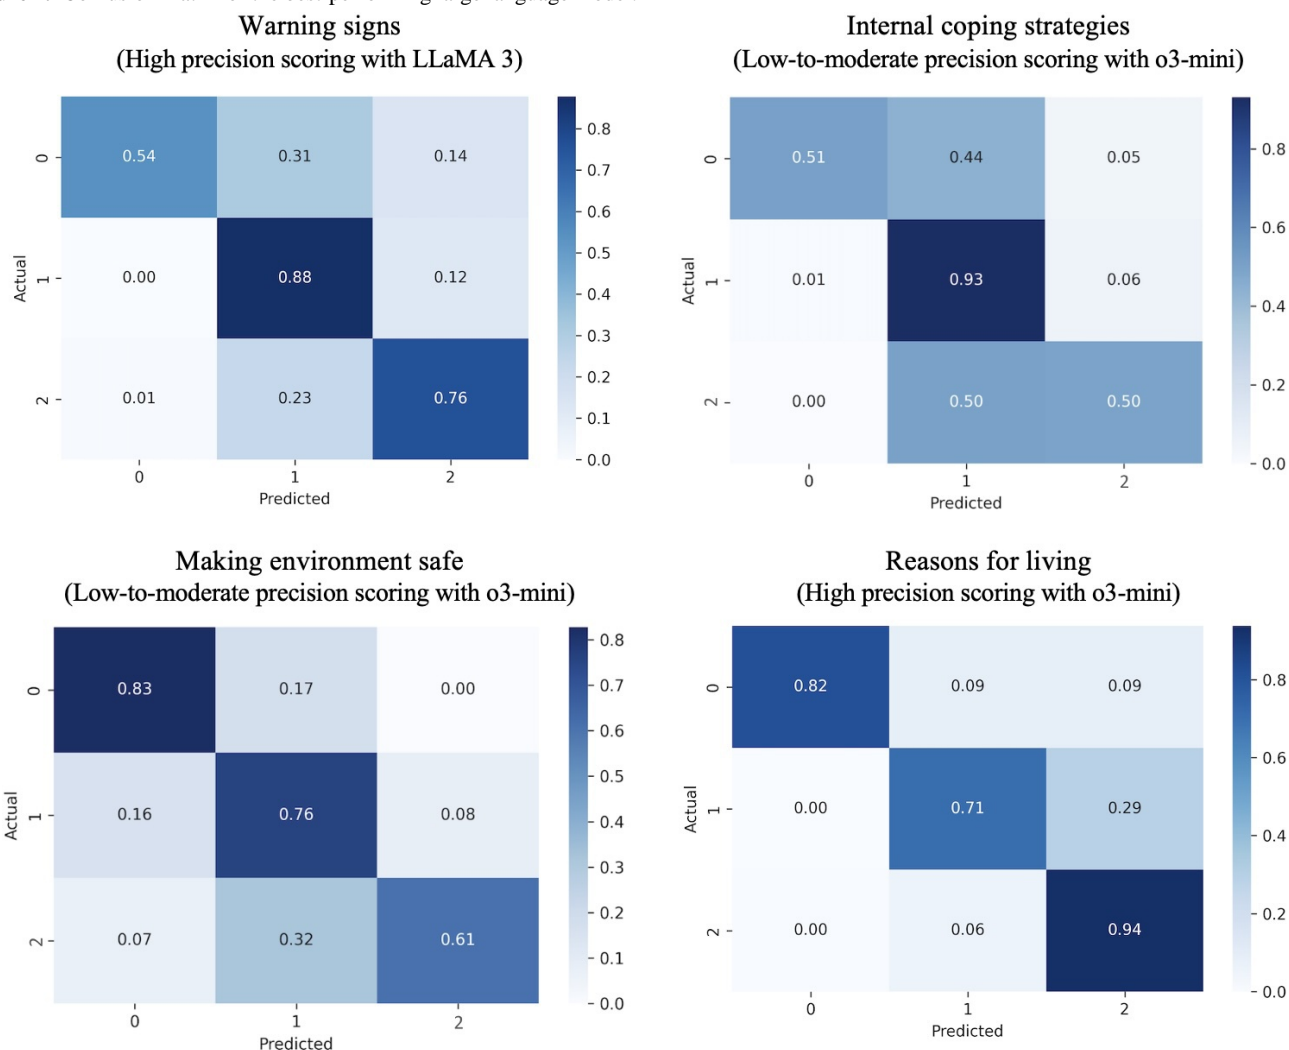 Warning signs
(High precision scoring with LLaMA 3)
0.54 0.31 0.14
0.00 0.88 0.12
0.01 0.23 0.76
0
1
2
Actual
0 1 2
Predicted
0.8
0.7
0.6
0.5
0.4
0.3
0.2
0.1
0.0
Internal coping strategies
(Low-to-moderate precision scoring with o3-mini)
0.51 0.44 0.05
0.01 0.93 0.06
0.00 0.50 0.50
0
1
2
Actual
0 1 2
Predicted
0.8
0.6
0.4
0.2
0.0
Making environment safe
(Low-to-moderate precision scoring with o3-mini)
0.83 0.17 0.00
0.16 0.76 0.08
0.07 0.32 0.61
0
1
2
Actual
0 1 2
Predicted
0.8
0.7
0.6
0.5
0.4
0.3
0.2
0.1
0.0
Reasons for living
(High precision scoring with o3-mini)
0.82 0.09 0.09
0.00 0.71 0.29
0.00 0.06 0.94
0
1
2
Actual
0 1 2
Predicted
0.8
0.6
0.4
0.2
0.0